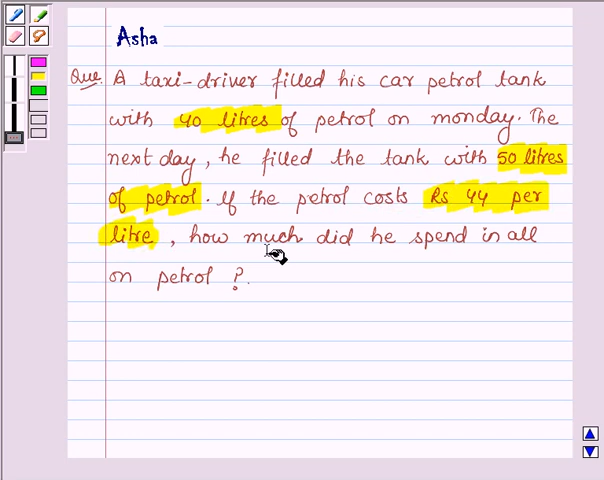 Asha
Que. A taxi-driver filled his car petrol tank
with 40 litres of petrol on monday. The
next day, he filled the tank with 50 litres
of petrol. If the petrol costs Rs 44 per
litre, how much did he spend in all
on petrol ?.